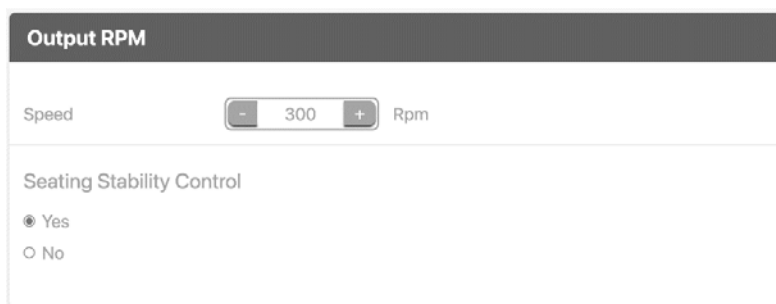 Output RPM
Speed - 300 + Rpm
Seating Stability Control
Yes
No